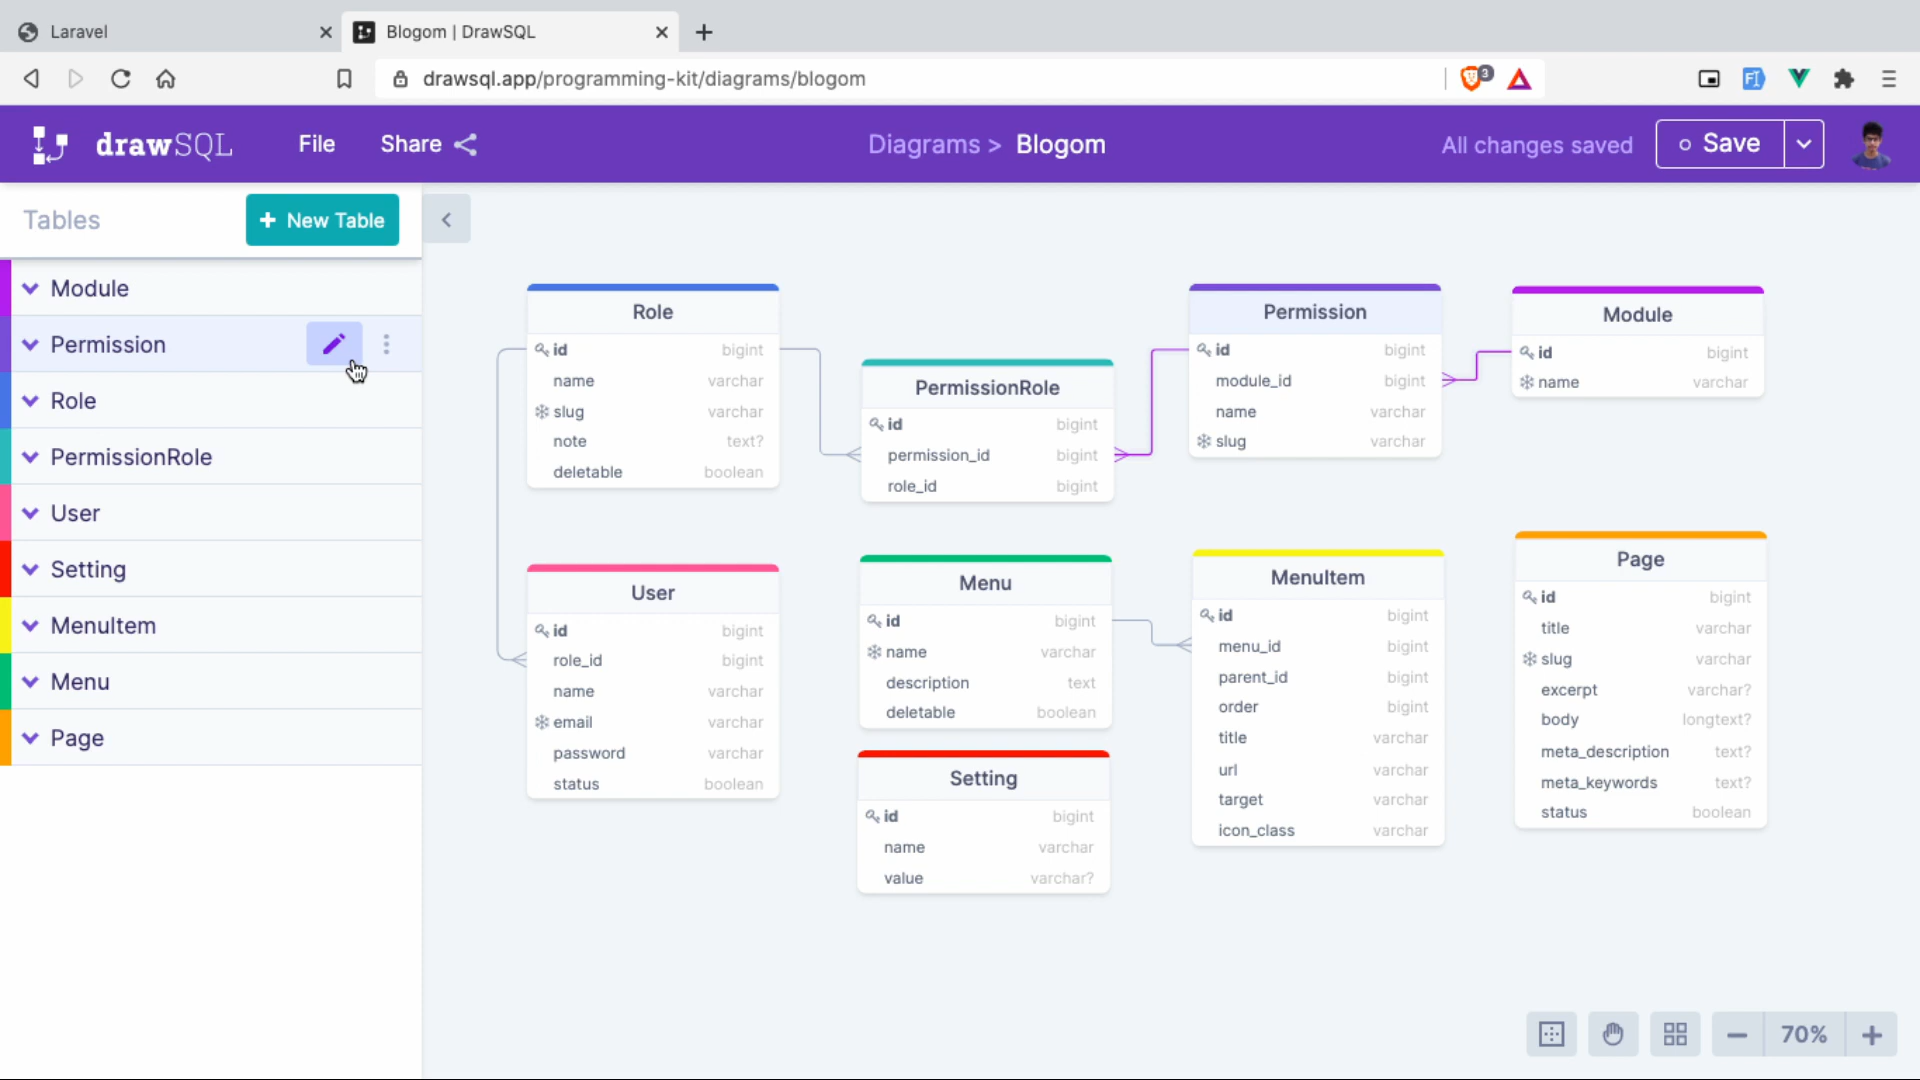 Laravel
Blogom | DrawSQL
drawsql.app/programming-kit/diagrams/blogom
3
drawSQL
File
Share
Diagrams > Blogom
All changes saved
Save
Tables
+ New Table
Module
Permission
Role
PermissionRole
User
Setting
MenuItem
Menu
Page
Role
id bigint
name varchar
slug varchar
note text?
deletable boolean
PermissionRole
id bigint
permission_id bigint
role_id bigint
Permission
id bigint
module_id bigint
name varchar
slug varchar
Module
id bigint
name varchar
User
id bigint
role_id bigint
name varchar
email varchar
password varchar
status boolean
Menu
id bigint
name varchar
description text
deletable boolean
Setting
id bigint
name varchar
value varchar?
MenuItem
id bigint
menu_id bigint
parent_id bigint
order bigint
title varchar
url varchar
target varchar
icon_class varchar
Page
id bigint
title varchar
slug varchar
excerpt varchar?
body longtext?
meta_description text?
meta_keywords text?
status boolean
70%